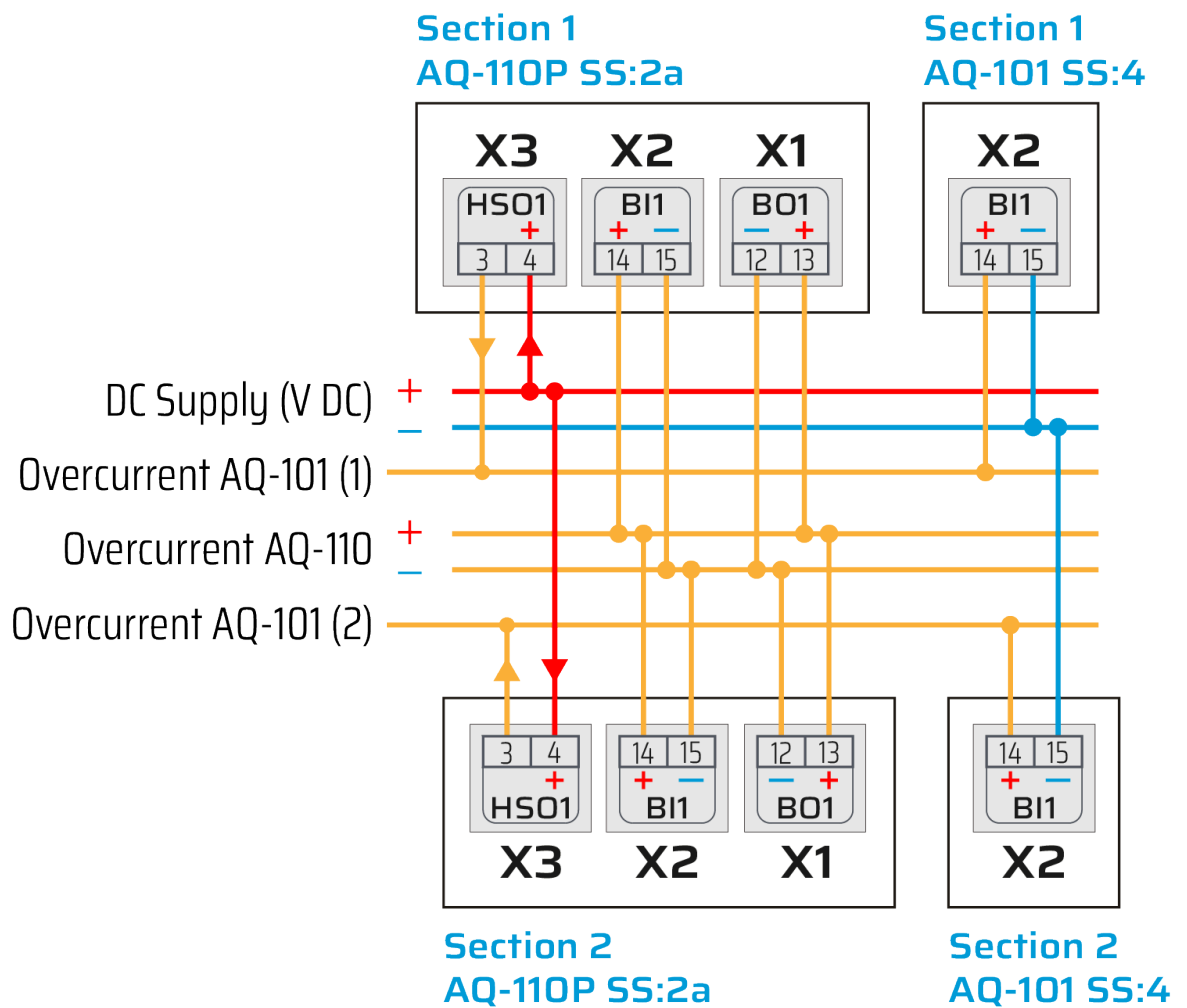 Section 1
AQ-110P SS:2a
Section 1
AQ-101 SS:4
X3 X2 X1
X2
HSO1 BI1 BO1
BI1
+ + – – +
+ –
3 4 14 15 12 13
14 15
DC Supply (V DC) +
–
Overcurrent AQ-101 (1)
Overcurrent AQ-110 +
–
Overcurrent AQ-101 (2)
3 4 14 15 12 13
14 15
+ + – – +
+ –
HSO1 BI1 BO1
BI1
X3 X2 X1
X2
Section 2
AQ-110P SS:2a
Section 2
AQ-101 SS:4